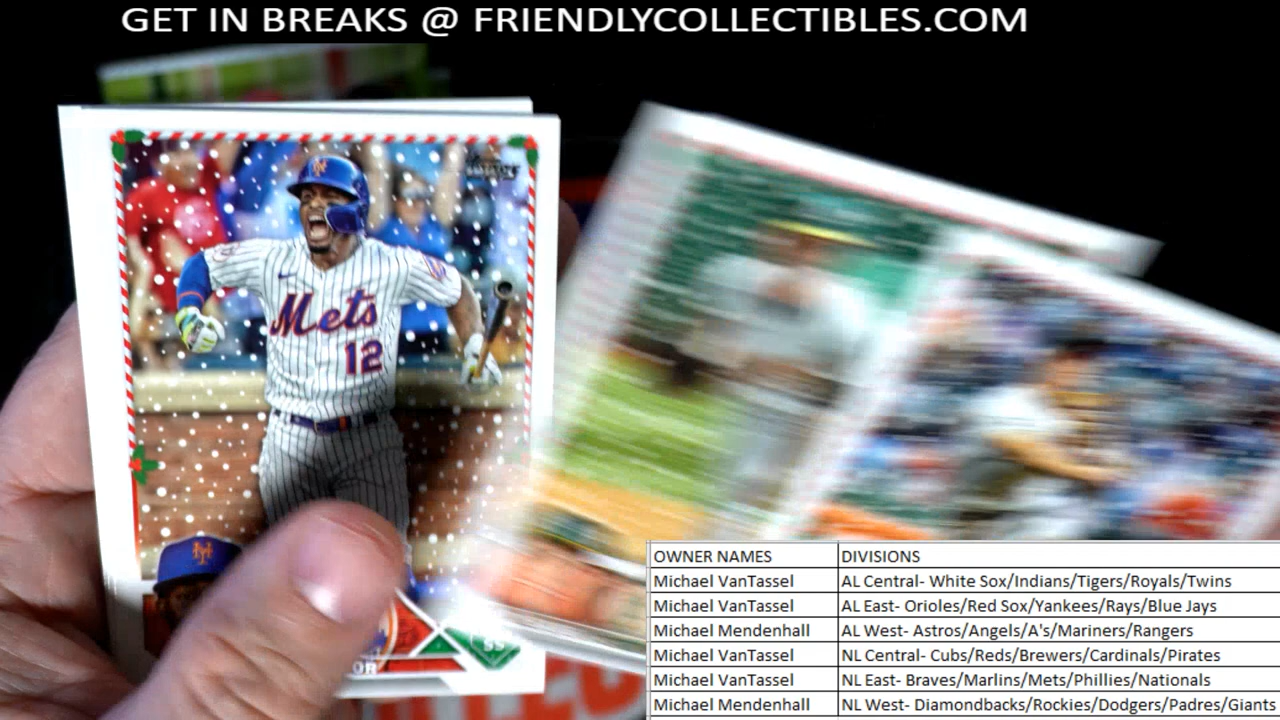 GET IN BREAKS @ FRIENDLYCOLLECTIBLES.COM
Mets
12
OR
SS
OWNER NAMES DIVISIONS
Michael VanTassel AL Central- White Sox/Indians/Tigers/Royals/Twins
Michael VanTassel AL East- Orioles/Red Sox/Yankees/Rays/Blue Jays
Michael Mendenhall AL West- Astros/Angels/A's/Mariners/Rangers
Michael VanTassel NL Central- Cubs/Reds/Brewers/Cardinals/Pirates
Michael VanTassel NL East- Braves/Marlins/Mets/Phillies/Nationals
Michael Mendenhall NL West- Diamondbacks/Rockies/Dodgers/Padres/Giants